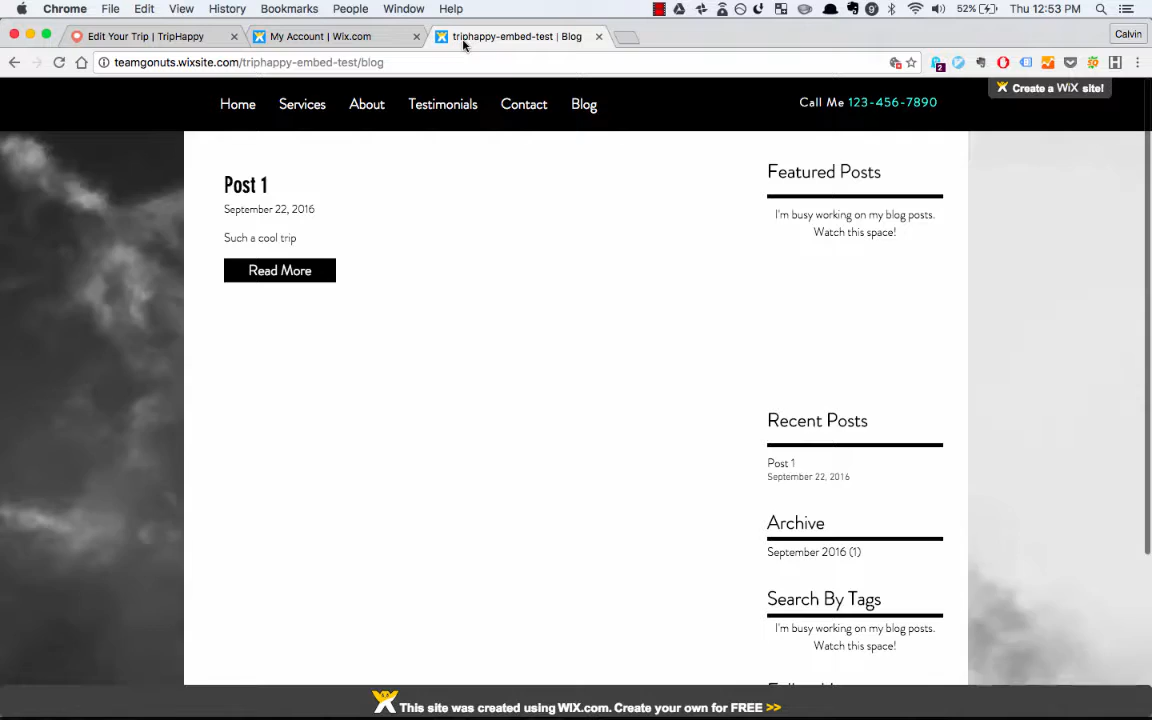 Chrome File Edit View History Bookmarks People Window Help 9 52% Thu 12:53 PM
Edit Your Trip | TripHappy
My Account | Wix.com
triphappy-embed-test | Blog
Calvin
teamgonuts.wixsite.com/triphappy-embed-test/blog
2
Create a WiX site!
Home Services About Testimonials Contact Blog
Call Me 123-456-7890
Post 1
September 22, 2016
Such a cool trip
Read More
Featured Posts
I'm busy working on my blog posts.
Watch this space!
Recent Posts
Post 1
September 22, 2016
Archive
September 2016 (1)
Search By Tags
I'm busy working on my blog posts.
Watch this space!
This site was created using WIX.com. Create your own for FREE >>